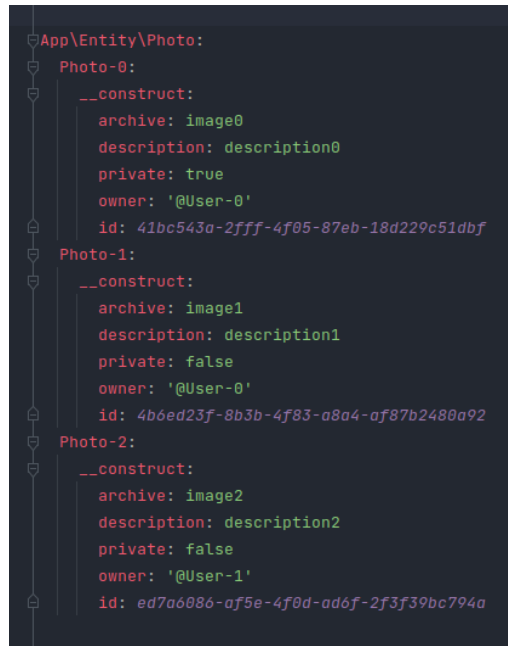 App\Entity\Photo:
Photo-0:
__construct:
archive: image0
description: description0
private: true
owner: '@User-0'
id: 41bc543a-2fff-4f05-87eb-18d229c51dbf
Photo-1:
__construct:
archive: image1
description: description1
private: false
owner: '@User-0'
id: 4b6ed23f-8b3b-4f83-a8a4-af87b2480a92
Photo-2:
__construct:
archive: image2
description: description2
private: false
owner: '@User-1'
id: ed7a6086-af5e-4f0d-ad6f-2f3f39bc794a